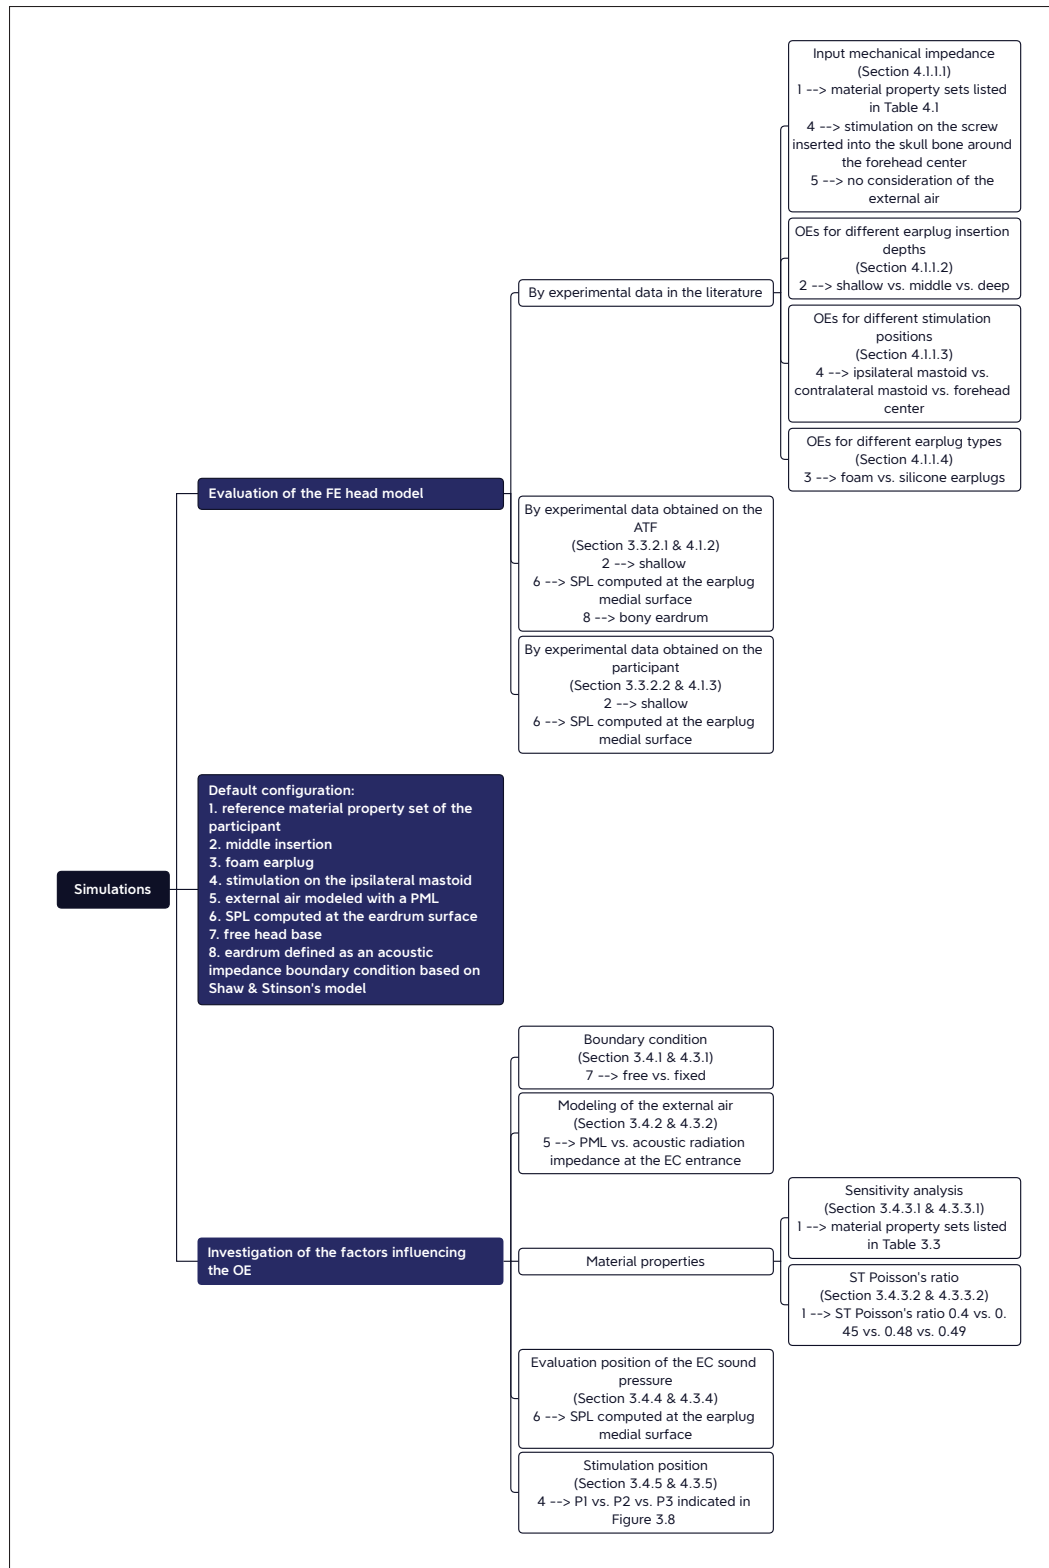 Simulations
Evaluation of the FE head model
By experimental data in the literature
Input mechanical impedance
(Section 4.1.1.1)
1 --> material property sets listed
in Table 4.1
4 --> stimulation on the screw
inserted into the skull bone around
the forehead center
5 --> no consideration of the
external air
OEs for different earplug insertion
depths
(Section 4.1.1.2)
2 --> shallow vs. middle vs. deep
OEs for different stimulation
positions
(Section 4.1.1.3)
4 --> ipsilateral mastoid vs.
contralateral mastoid vs. forehead
center
OEs for different earplug types
(Section 4.1.1.4)
3 --> foam vs. silicone earplugs
By experimental data obtained on the
ATF
(Section 3.3.2.1 & 4.1.2)
2 --> shallow
6 --> SPL computed at the earplug
medial surface
8 --> bony eardrum
By experimental data obtained on the
participant
(Section 3.3.2.2 & 4.1.3)
2 --> shallow
6 --> SPL computed at the earplug
medial surface
Default configuration:
1. reference material property set of the
participant
2. middle insertion
3. foam earplug
4. stimulation on the ipsilateral mastoid
5. external air modeled with a PML
6. SPL computed at the eardrum surface
7. free head base
8. eardrum defined as an acoustic
impedance boundary condition based on
Shaw & Stinson's model
Investigation of the factors influencing
the OE
Boundary condition
(Section 3.4.1 & 4.3.1)
7 --> free vs. fixed
Modeling of the external air
(Section 3.4.2 & 4.3.2)
5 --> PML vs. acoustic radiation
impedance at the EC entrance
Material properties
Sensitivity analysis
(Section 3.4.3.1 & 4.3.3.1)
1 --> material property sets listed
in Table 3.3
ST Poisson's ratio
(Section 3.4.3.2 & 4.3.3.2)
1 --> ST Poisson's ratio 0.4 vs. 0.
45 vs. 0.48 vs. 0.49
Evaluation position of the EC sound
pressure
(Section 3.4.4 & 4.3.4)
6 --> SPL computed at the earplug
medial surface
Stimulation position
(Section 3.4.5 & 4.3.5)
4 --> P1 vs. P2 vs. P3 indicated in
Figure 3.8